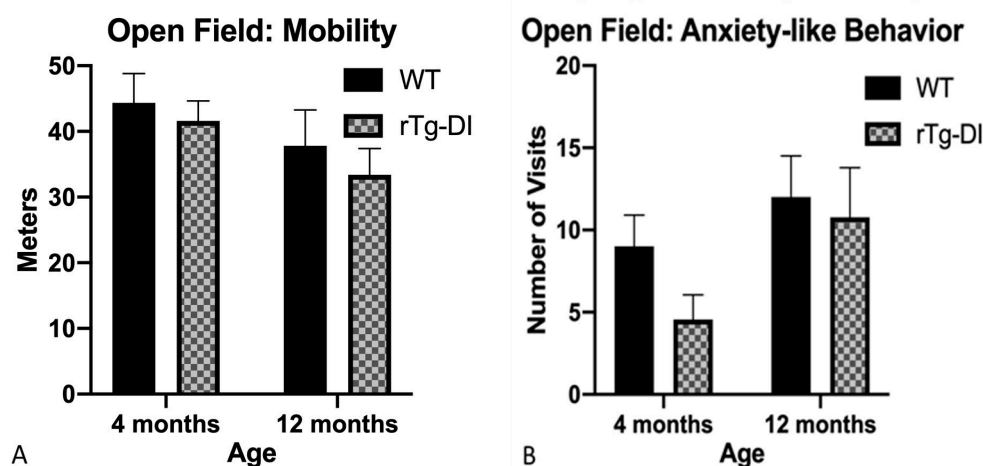 Open Field: Mobility
50
40
30
20
10
0
Meters
WT
rTg-DI
4 months 12 months
Age
A
Open Field: Anxiety-like Behavior
20
15
10
5
0
Number of Visits
WT
rTg-DI
4 months 12 months
Age
B